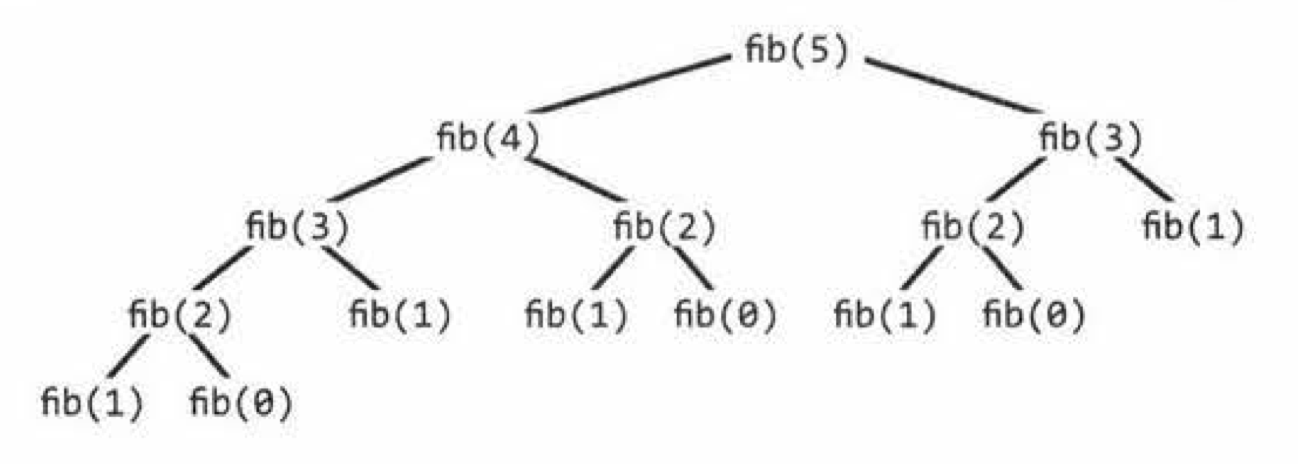 fib(5)
fib(4) fib(3)
fib(3) fib(2) fib(2) fib(1)
fib(2) fib(1) fib(1) fib(0) fib(1) fib(0)
fib(1) fib(0)